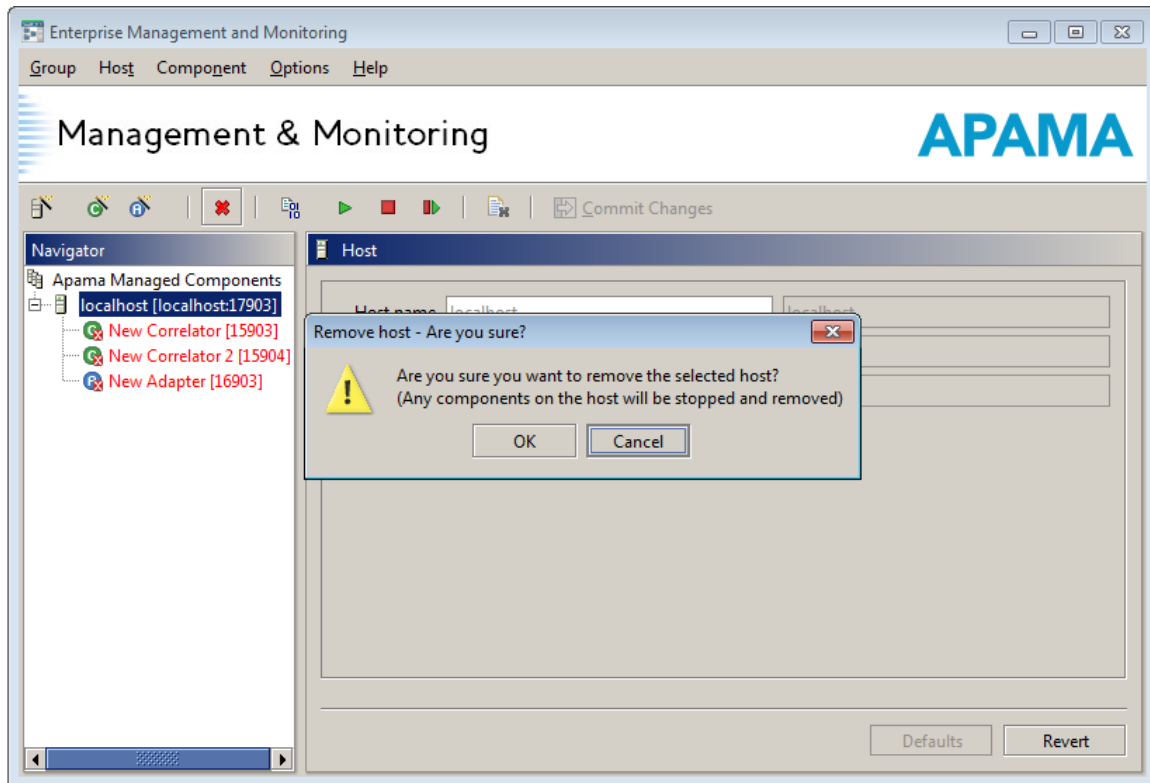 Enterprise Management and Monitoring
Group Host Component Options Help
Management & Monitoring
APAMA
Commit Changes
Navigator
Host
Apama Managed Components
localhost [localhost:17903]
New Correlator [15903]
New Correlator 2 [15904]
New Adapter [16903]
Host name localhost localhost
Remove host - Are you sure?
Are you sure you want to remove the selected host?
(Any components on the host will be stopped and removed)
OK Cancel
Defaults Revert